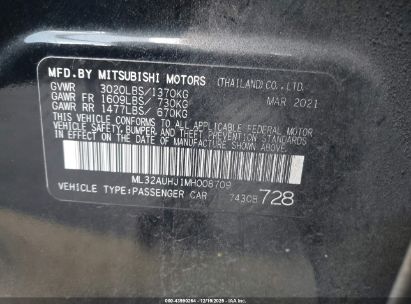 MFD.BY MITSUBISHI MOTORS (THAILAND)CO.,LTD.
GVWR 3020LBS/1370KG MAR 2021
GAWR FR 1609LBS/ 730KG
GAWR RR 1477LBS/ 670KG
THIS VEHICLE CONFORMS TO ALL APPLICABLE FEDERAL MOTOR
VEHICLE SAFETY,BUMPER,AND THEFT PREVENTION STANDARDS
IN EFFECT ON THE DATE OF MANUFACTURE SHOWN ABOVE.
ML32AUHJ1MH008709
VEHICLE TYPE:PASSENGER CAR 7430B 728